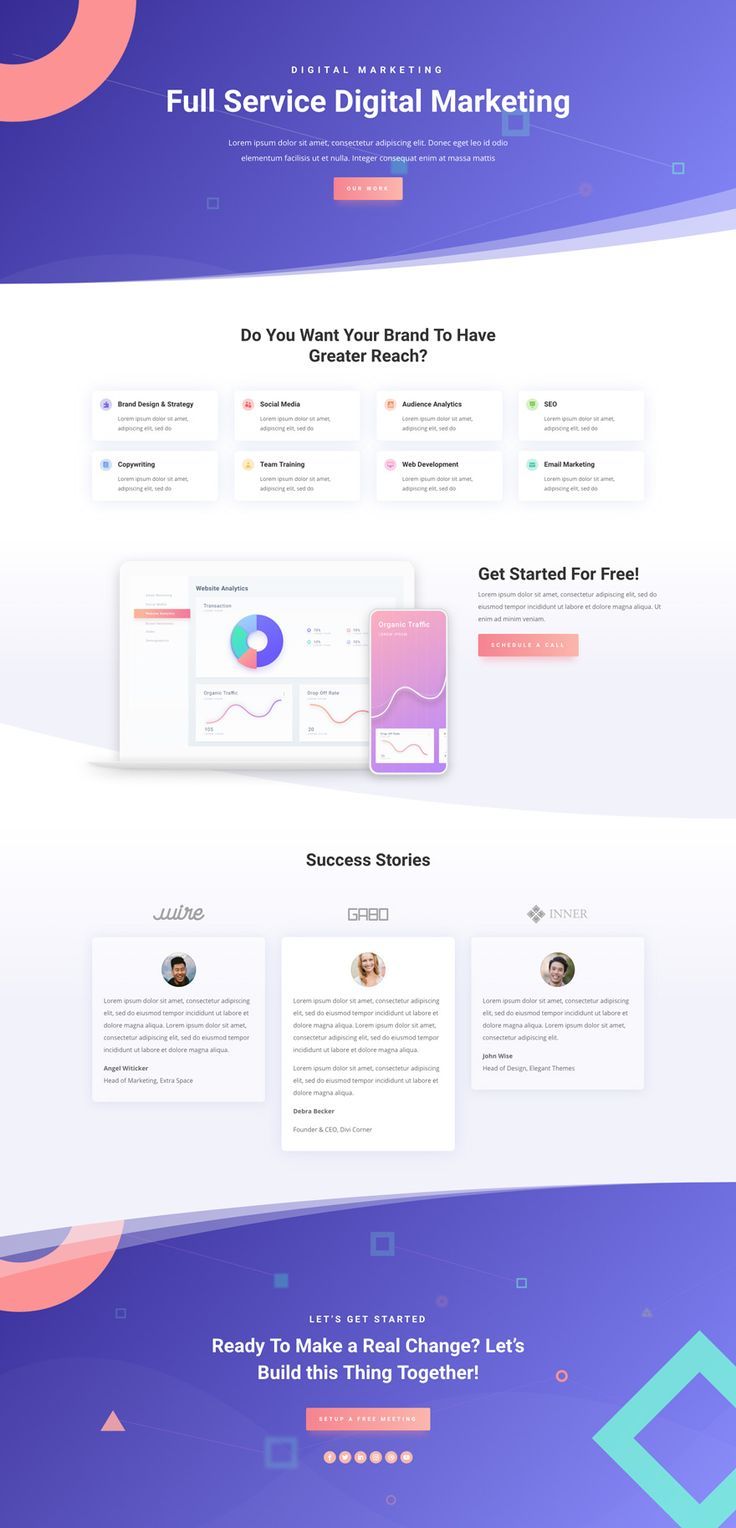 DIGITAL MARKETING
Full Service Digital Marketing
Lorem ipsum dolor sit amet, consectetur adipiscing elit. Donec eget leo id odio
elementum facilisis ut et nulla. Integer consequat enim at massa mattis
OUR WORK
Do You Want Your Brand To Have
Greater Reach?
Brand Design & Strategy
Lorem ipsum dolor sit amet,
adipiscing elit, sed do
Social Media
Lorem ipsum dolor sit amet,
adipiscing elit, sed do
Audience Analytics
Lorem ipsum dolor sit amet,
adipiscing elit, sed do
SEO
Lorem ipsum dolor sit amet,
adipiscing elit, sed do
Copywriting
Lorem ipsum dolor sit amet,
adipiscing elit, sed do
Team Training
Lorem ipsum dolor sit amet,
adipiscing elit, sed do
Web Development
Lorem ipsum dolor sit amet,
adipiscing elit, sed do
Email Marketing
Lorem ipsum dolor sit amet,
adipiscing elit, sed do
Website Analytics
Transaction
Organic Traffic
105
Drop Off Rate
20
Organic Traffic
LOREM IPSUM
Drop Off Rate
Get Started For Free!
Lorem ipsum dolor sit amet, consectetur adipiscing elit, sed do
eiusmod tempor incididunt ut labore et dolore magna aliqua. Ut
enim ad minim veniam.
SCHEDULE A CALL
Success Stories
wire
GABO
INNER
Lorem ipsum dolor sit amet, consectetur adipiscing
elit, sed do eiusmod tempor incididunt ut labore et
dolore magna aliqua. Lorem ipsum dolor sit amet,
consectetur adipiscing elit, sed do eiusmod tempor
incididunt ut labore et dolore magna aliqua.
Angel Witicker
Head of Marketing, Extra Space
Lorem ipsum dolor sit amet, consectetur adipiscing
elit, sed do eiusmod tempor incididunt ut labore et
dolore magna aliqua. Lorem ipsum dolor sit amet,
consectetur adipiscing elit, sed do eiusmod tempor
incididunt ut labore et dolore magna aliqua.
Lorem ipsum dolor sit amet, consectetur adipiscing
elit, sed do eiusmod tempor incididunt ut labore et
dolore magna aliqua.
Debra Becker
Founder & CEO, Divi Corner
Lorem ipsum dolor sit amet, consectetur adipiscing
elit, sed do eiusmod tempor incididunt ut labore et
dolore magna aliqua. Lorem ipsum dolor sit amet,
consectetur adipiscing elit.
John Wise
Head of Design, Elegant Themes
LET'S GET STARTED
Ready To Make a Real Change? Let's
Build this Thing Together!
SETUP A FREE MEETING